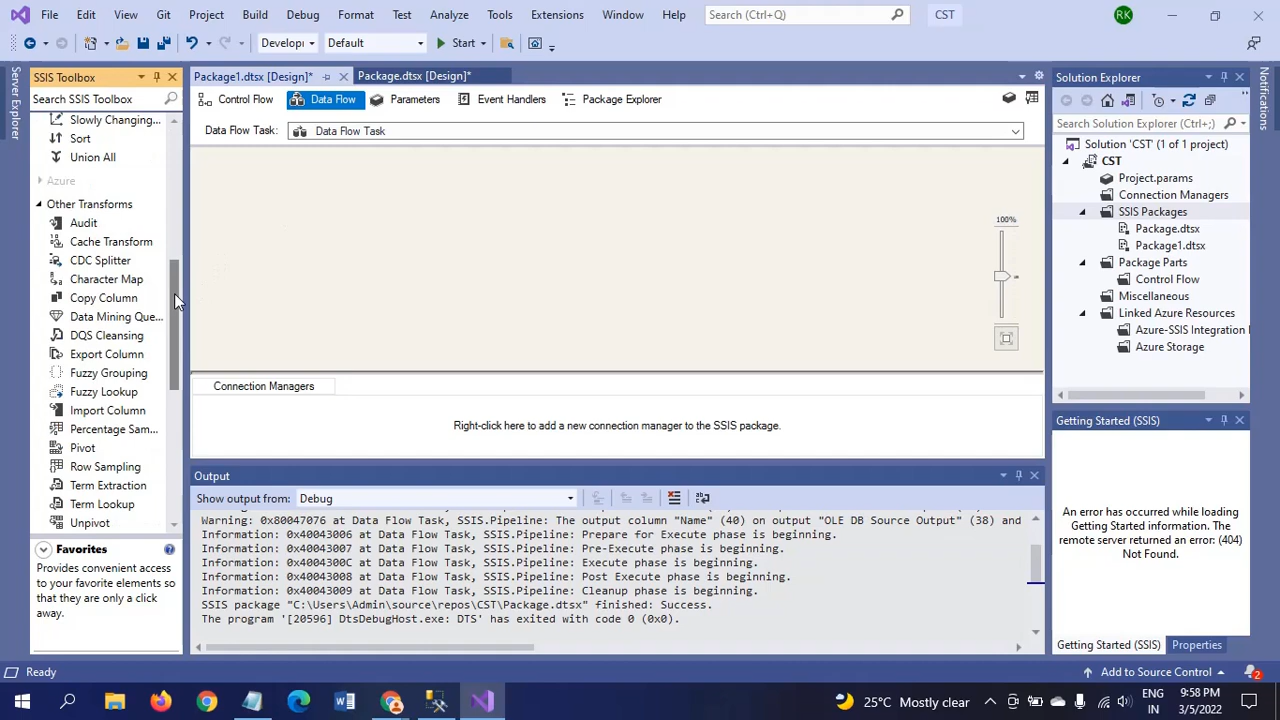 File Edit View Git Project Build Debug Format Test Analyze Tools Extensions Window Help Search (Ctrl+Q) CST RK
Developi Default Start
Server Explorer
SSIS Toolbox
Search SSIS Toolbox
Slowly Changing...
Sort
Union All
Azure
Other Transforms
Audit
Cache Transform
CDC Splitter
Character Map
Copy Column
Data Mining Que...
DQS Cleansing
Export Column
Fuzzy Grouping
Fuzzy Lookup
Import Column
Percentage Sam...
Pivot
Row Sampling
Term Extraction
Term Lookup
Unpivot
Favorites
Provides convenient access
to your favorite elements so
that they are only a click
away.
Package1.dtsx [Design]* Package.dtsx [Design]*
Control Flow Data Flow Parameters Event Handlers Package Explorer
Data Flow Task: Data Flow Task
100%
Connection Managers
Right-click here to add a new connection manager to the SSIS package.
Output
Show output from: Debug
Warning: 0x80047076 at Data Flow Task, SSIS.Pipeline: The output column "Name" (40) on output "OLE DB Source Output" (38) and
Information: 0x40043006 at Data Flow Task, SSIS.Pipeline: Prepare for Execute phase is beginning.
Information: 0x40043007 at Data Flow Task, SSIS.Pipeline: Pre-Execute phase is beginning.
Information: 0x4004300C at Data Flow Task, SSIS.Pipeline: Execute phase is beginning.
Information: 0x40043008 at Data Flow Task, SSIS.Pipeline: Post Execute phase is beginning.
Information: 0x40043009 at Data Flow Task, SSIS.Pipeline: Cleanup phase is beginning.
SSIS package "C:\Users\Admin\source\repos\CST\Package.dtsx" finished: Success.
The program '[20596] DtsDebugHost.exe: DTS' has exited with code 0 (0x0).
Solution Explorer
Search Solution Explorer (Ctrl+;)
Solution 'CST' (1 of 1 project)
CST
Project.params
Connection Managers
SSIS Packages
Package.dtsx
Package1.dtsx
Package Parts
Control Flow
Miscellaneous
Linked Azure Resources
Azure-SSIS Integration
Azure Storage
Getting Started (SSIS)
An error has occurred while loading
Getting Started information. The
remote server returned an error: (404)
Not Found.
Getting Started (SSIS) Properties
Notifications
Ready Add to Source Control 2
25°C Mostly clear ENG IN 9:58 PM 3/5/2022